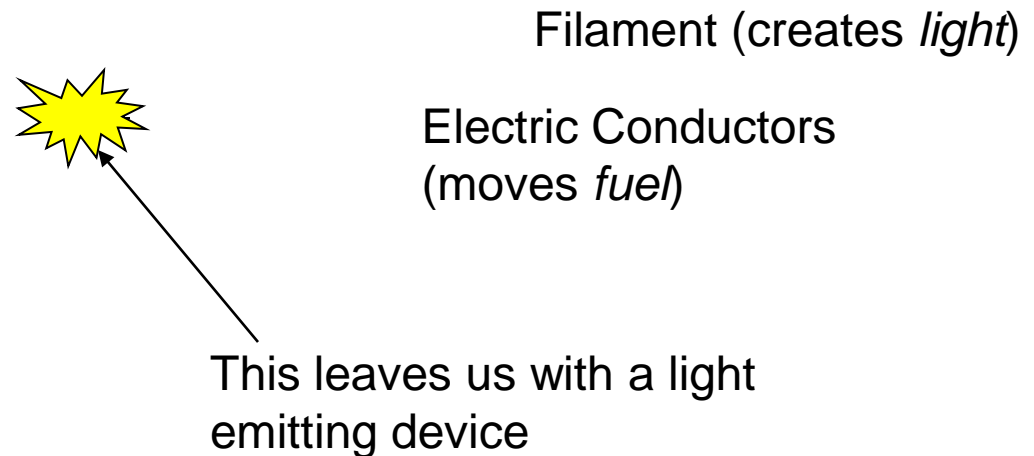 Filament (creates light)
Electric Conductors
(moves fuel)
This leaves us with a light
emitting device